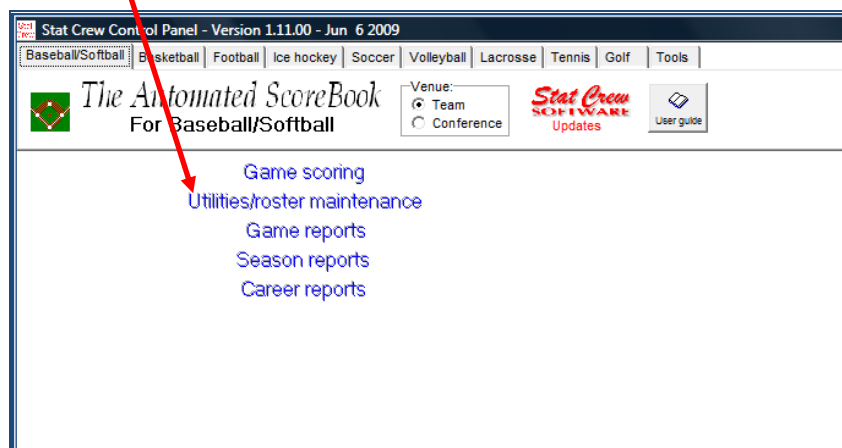 Stat Crew Control Panel - Version 1.11.00 - Jun 6 2009
Baseball/Softball Basketball Football Ice hockey Soccer Volleyball Lacrosse Tennis Golf Tools
The Automated ScoreBook
For Baseball/Softball
Venue:
Team
Conference
Stat Crew
SOFTWARE
Updates
User guide
Game scoring
Utilities/roster maintenance
Game reports
Season reports
Career reports